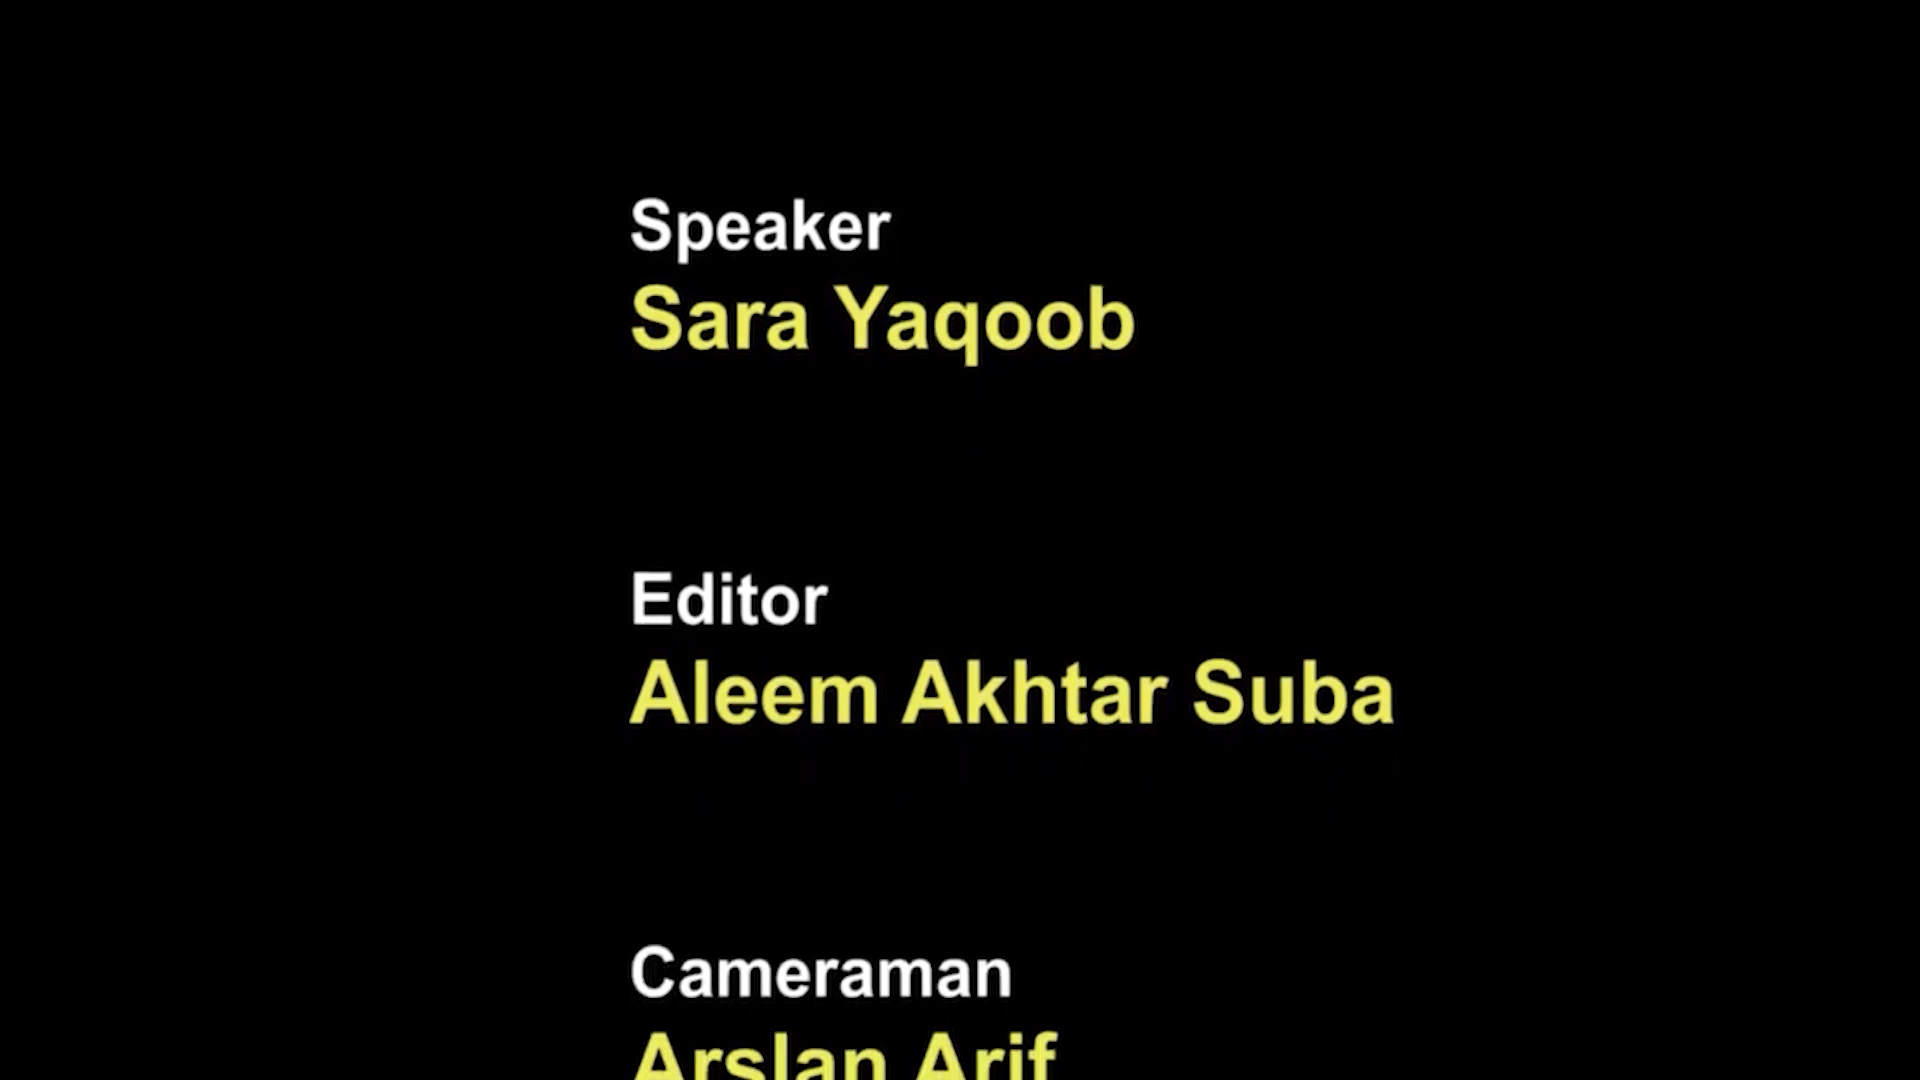 Speaker
Sara Yaqoob
Editor
Aleem Akhtar Suba
Cameraman
Arslan Arif